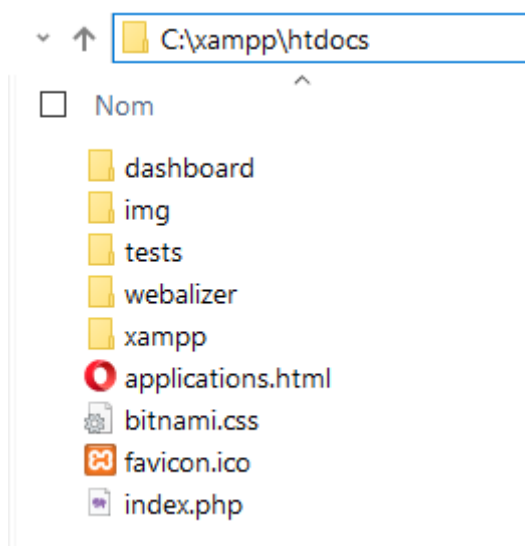 C:\xampp\htdocs
Nom
dashboard
img
tests
webalizer
xampp
applications.html
bitnami.css
favicon.ico
index.php